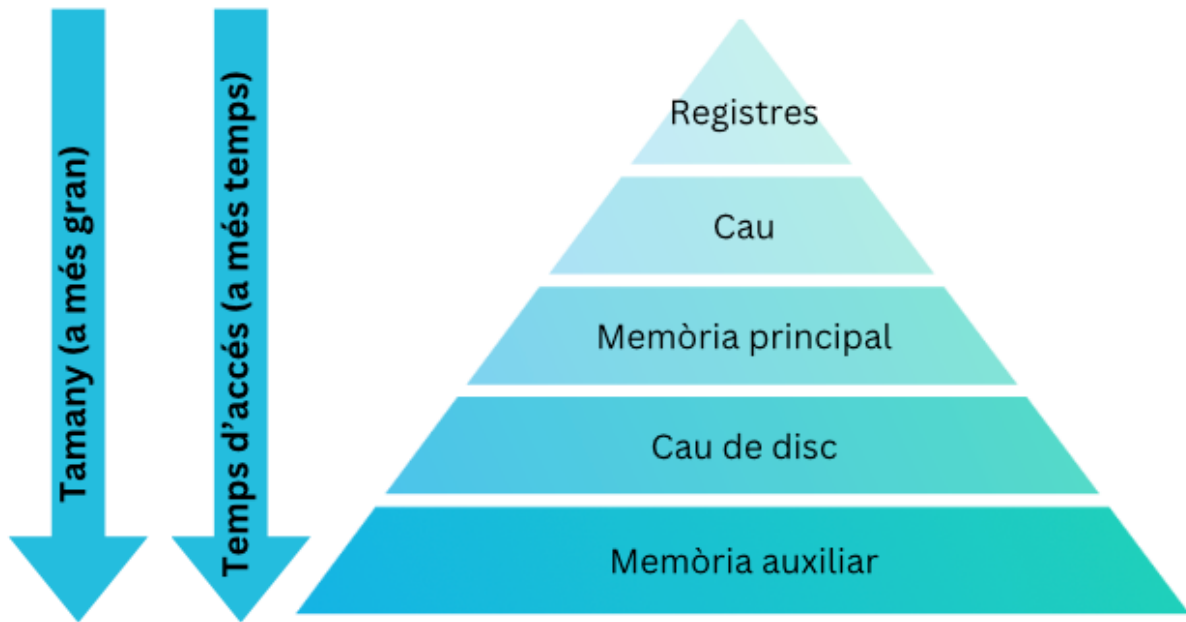 Tamany (a més gran)
Temps d'accés (a més temps)
Registres
Cau
Memòria principal
Cau de disc
Memòria auxiliar